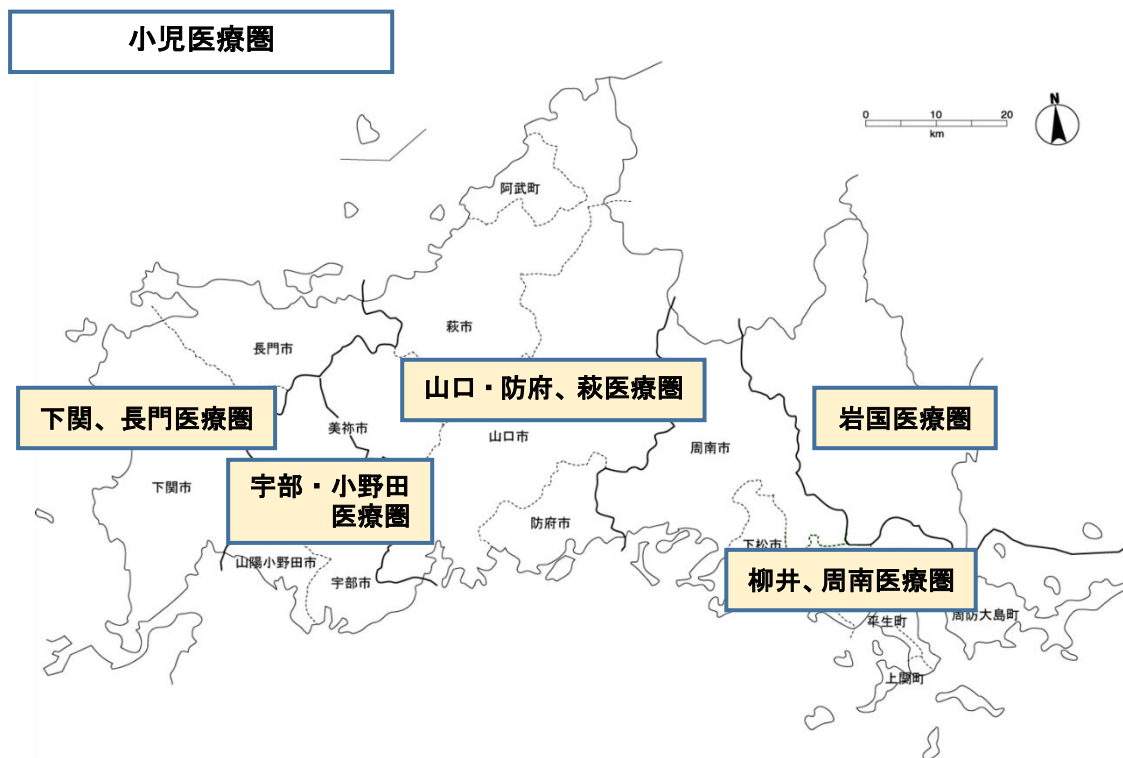 小児医療圏
N
0 10 20
km
阿武町
萩市
長門市
山口・防府、萩医療圏
下関、長門医療圏
岩国医療圏
美祢市
山口市
周南市
宇部・小野田
医療圏
下関市
防府市
下松市
山陽小野田市
宇部市
柳井、周南医療圏
周防大島町
平生町
上関町